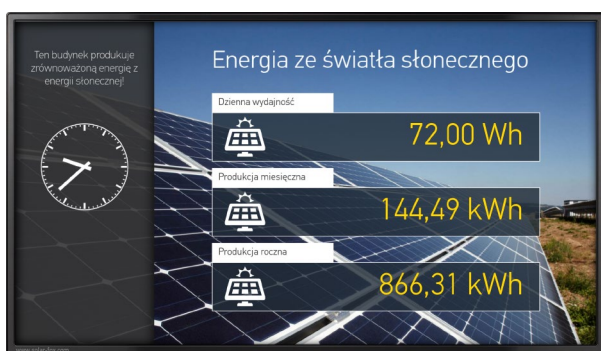 Ten budynek produkuje
zrównoważoną energię z
energii słonecznej!
Energia ze światła słonecznego
Dzienna wydajność
72,00 Wh
Produkcja miesięczna
144,49 kWh
Produkcja roczna
866,31 kWh